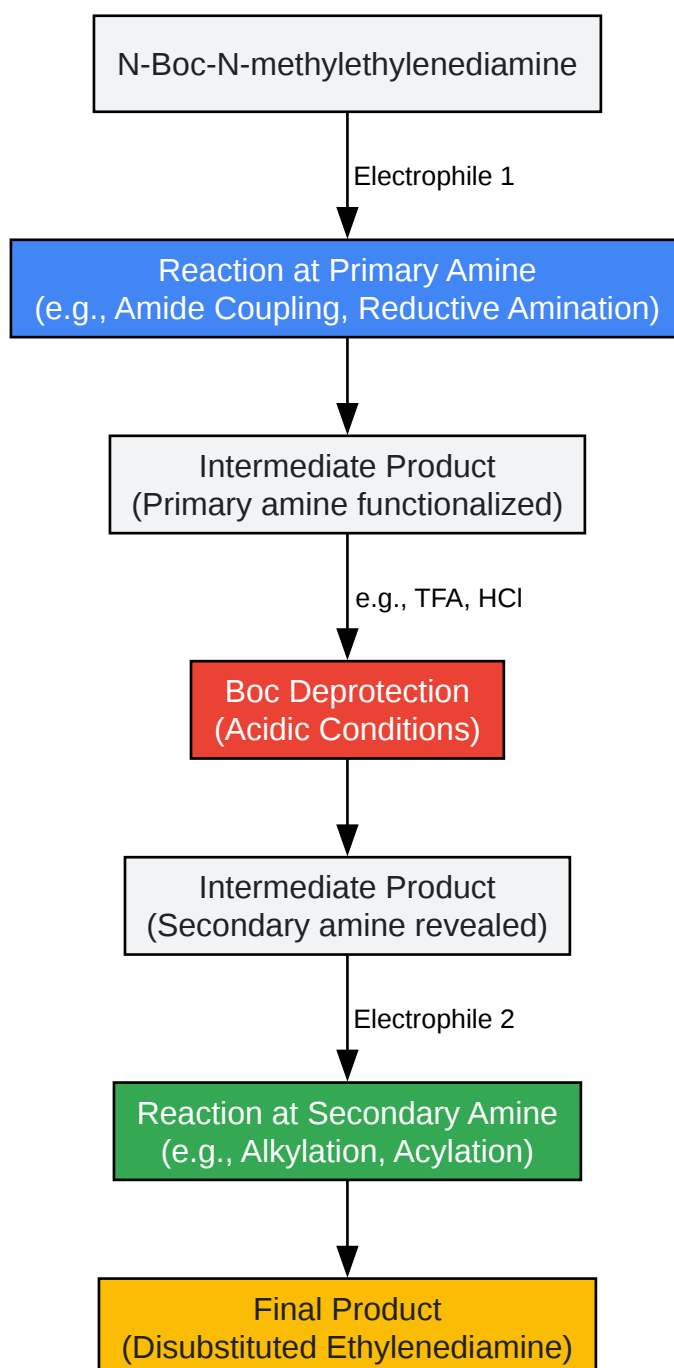 N-Boc-N-methylethylenediamine
Electrophile 1
Reaction at Primary Amine
(e.g., Amide Coupling, Reductive Amination)
Intermediate Product
(Primary amine functionalized)
e.g., TFA, HCl
Boc Deprotection
(Acidic Conditions)
Intermediate Product
(Secondary amine revealed)
Electrophile 2
Reaction at Secondary Amine
(e.g., Alkylation, Acylation)
Final Product
(Disubstituted Ethylenediamine)